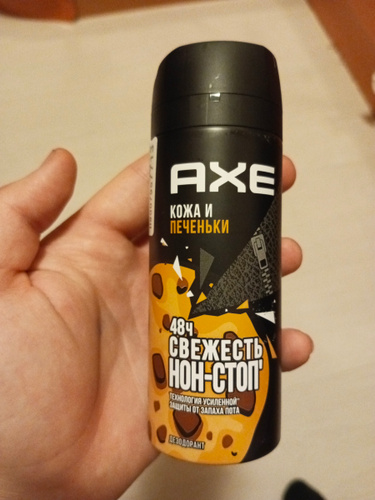 AXE
КОЖА И
ПЕЧЕНЬКИ
48Ч
СВЕЖЕСТЬ
НОН-СТОП'
ТЕХНОЛОГИЯ УСИЛЕННОЙ
ЗАЩИТЫ ОТ ЗАПАХА ПОТА
ДЕЗОДОРАНТ